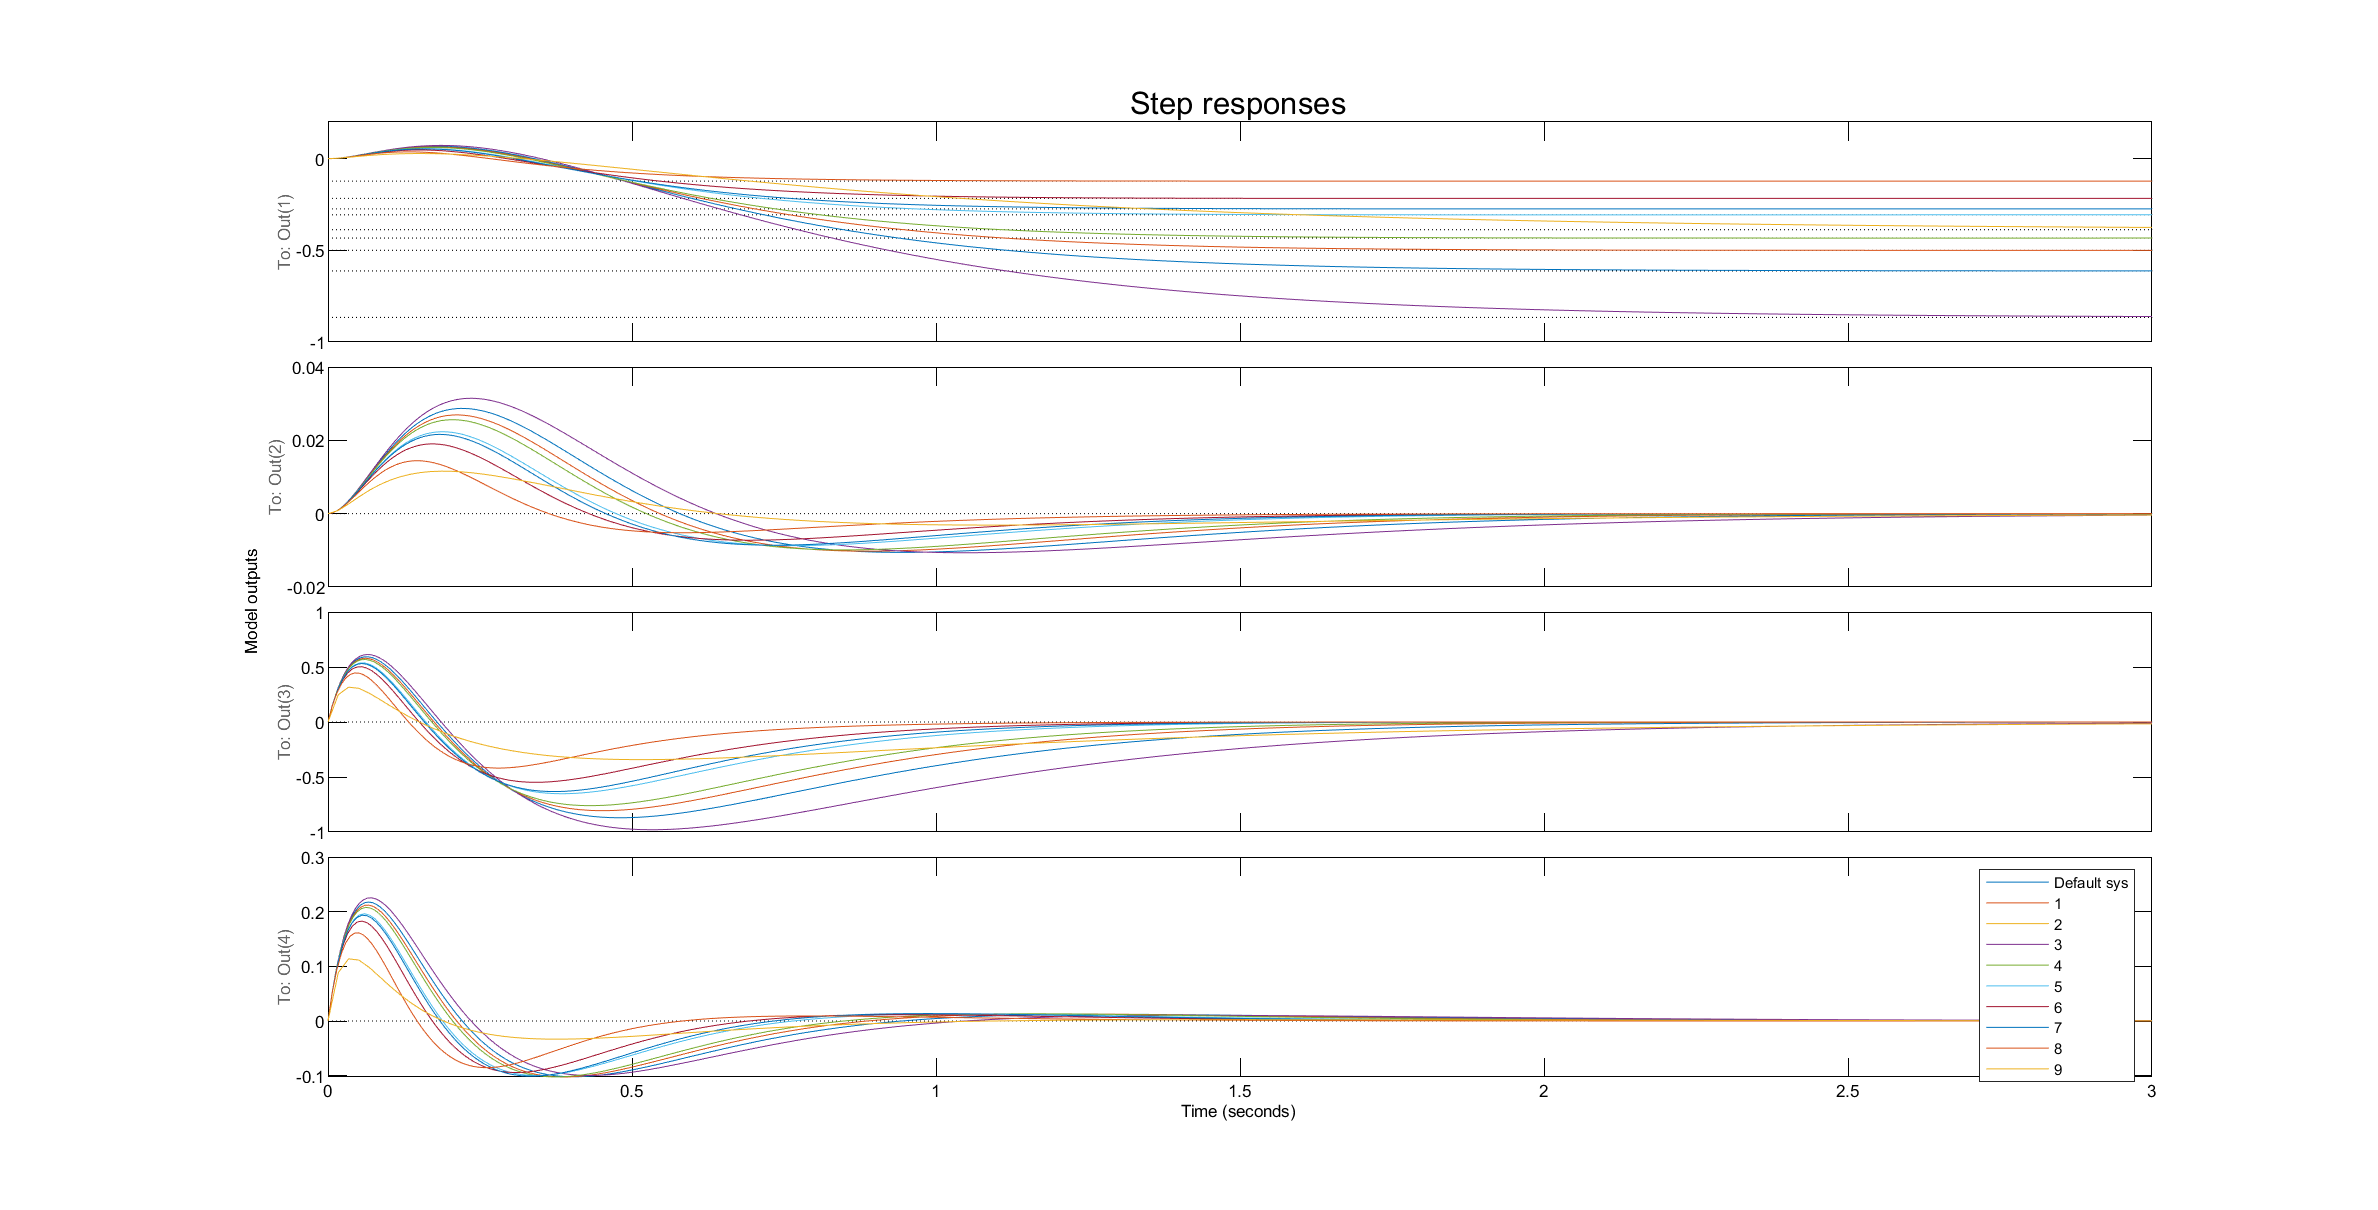 Step responses
To: Out(1)
0
-0.5
-1
To: Out(2)
0.04
0.02
0
-0.02
Model outputs
To: Out(3)
1
0.5
0
-0.5
-1
To: Out(4)
0.3
0.2
0.1
0
-0.1
Default sys
1
2
3
4
5
6
7
8
9
0 0.5 1 1.5 2 2.5 3
Time (seconds)